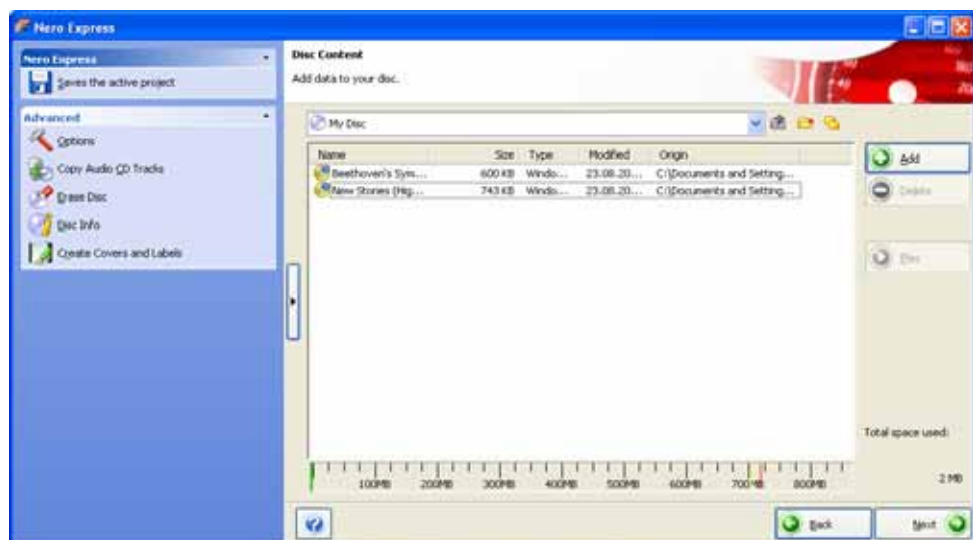 Nero Express
Nero Express
Saves the active project
Advanced
Options
Copy Audio CD Tracks
Erase Disc
Disc Info
Create Covers and Labels
Disc Content
Add data to your disc.
My Disc
Name Size Type Modified Origin
Beethoven's Sym... 600 KB Windo... 23.08.20... C:\Documents and Setting...
New Stories (Hig... 743 KB Windo... 23.08.20... C:\Documents and Setting...
Add
Delete
Play
Total space used:
100MB 200MB 300MB 400MB 500MB 600MB 700MB 800MB
2 MB
Back
Next